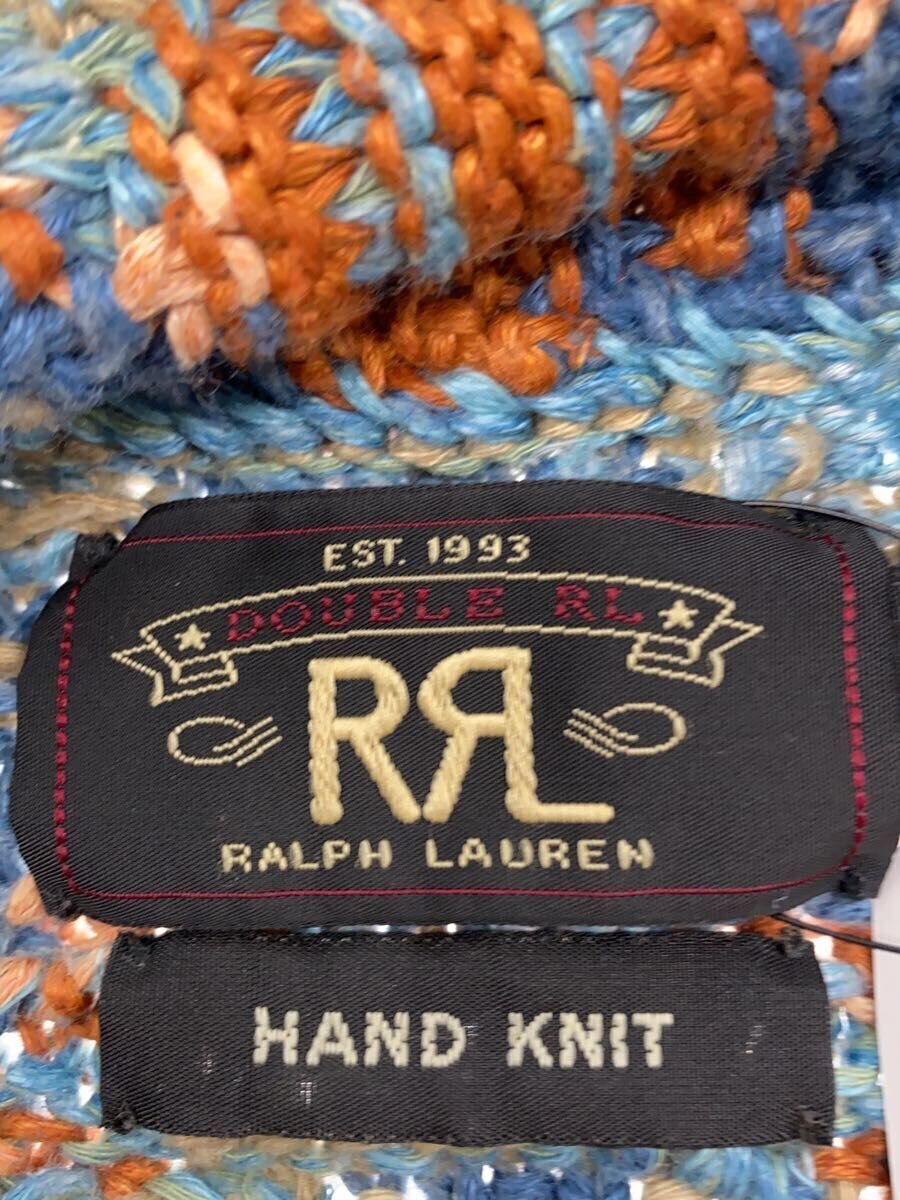 EST. 1993
DOUBLE RL
RRL
RALPH LAUREN
HAND KNIT